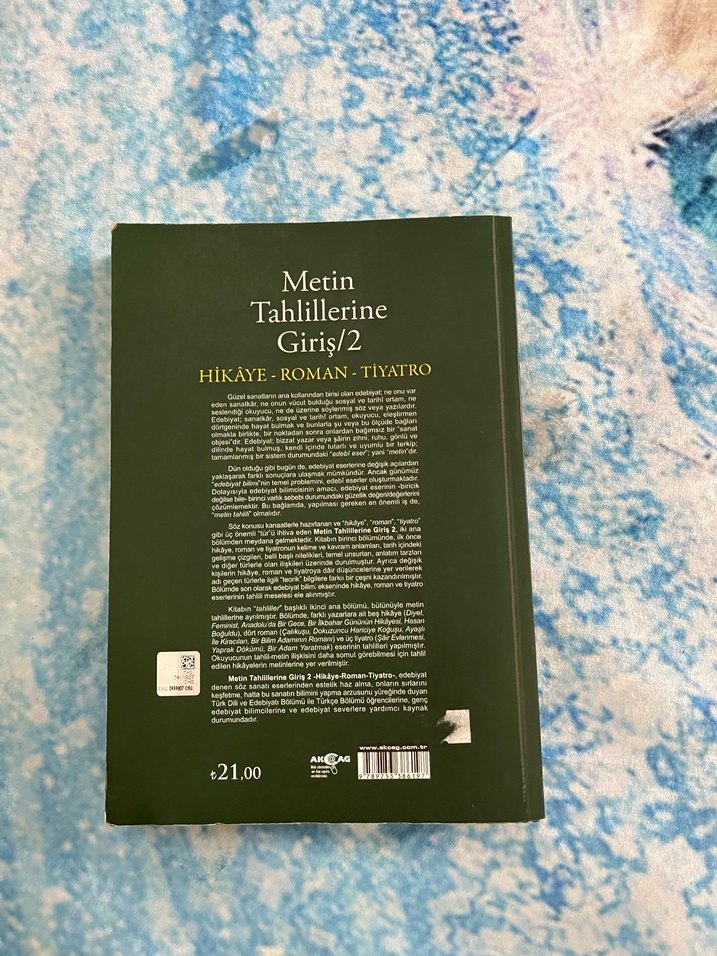 Metin
Tahlillerine
Giriş/2
HİKÂYE - ROMAN - TİYATRO
Güzel sanatların ana kollarından birisi olan edebiyat; ne onu var
eden sanatkâr, ne onun vücut bulduğu sosyal ve tarihî ortam, ne
seslendiği okuyucu, ne de üzerine söylenmiş söz veya yazılardır.
Edebiyat; sanatkâr, sosyal ve tarihî ortam, okuyucu, eleştirmen
dörtgeninde hayat bulmak ve bunlarla şu veya bu ölçüde bağları
olmakla birlikte, bir noktadan sonra onlardan bağımsız bir "sanat
objesi"dir. Edebiyat; bizzat yazar veya şâirin zihni, ruhu, gönlü ve
dilinde hayat bulmuş, kendi içinde tutarlı ve uyumlu bir terkip;
tamamlanmış bir sistem durumundaki "edebî eser"; yani "metin"dir.
Dün olduğu gibi bugün de, edebiyat eserlerine değişik açılardan
yaklaşarak farklı sonuçlara ulaşmak mümkündür. Ancak günümüz
"edebiyat bilimi"nin temel problemini, edebî eserler oluşturmaktadır.
Dolayısıyla edebiyat bilimcisinin amacı, edebiyat eserinin -biricik
değilse bile- birinci varlık sebebi durumundaki güzellik değeri/değerlerini
çözümlemektir. Bu bağlamda, yapılması gereken en önemli iş de,
"metin tahlili" olmalıdır.
Söz konusu kanaatlerle hazırlanan ve "hikâye", "roman", "tiyatro"
gibi üç önemli "tür"ü ihtiva eden Metin Tahlillerine Giriş 2, iki ana
bölümden meydana gelmektedir. Kitabın birinci bölümünde, ilk önce
hikâye, roman ve tiyatronun kelime ve kavram anlamları, tarih içindeki
gelişme çizgileri, belli başlı nitelikleri, temel unsurları, anlatım tarzları
ve diğer türlerle olan ilişkileri üzerinde durulmuştur. Ayrıca değişik
kişilerin hikâye, roman ve tiyatroya dâir düşüncelerine yer verilerek
adı geçen türlerle ilgili "teorik" bilgilere farklı bir çeşni kazandırılmıştır.
Bölümde son olarak edebiyat bilim; ekseninde hikâye, roman ve tiyatro
eserlerinin tahlili meselesi ele alınmıştır.
Kitabın "tahliller" başlıklı ikinci ana bölümü, bütünüyle metin
tahlillerine ayrılmıştır. Bölümde, farklı yazarlara ait beş hikâye (Diyet,
Feminist, Anadolu'da Bir Gece, Bir İlkbahar Gününün Hikâyesi, Hasan
Boğuldu), dört roman (Çalıkuşu, Dokuzuncu Hariciye Koğuşu, Ayaşlı
İle Kiracıları, Bir Bilim Adamının Romanı) ve üç tiyatro (Şâir Evlenmesi,
Yaprak Dökümü, Bir Adam Yaratmak) eserinin tahlilleri yapılmıştır.
Okuyucunun tahlil-metin ilişkisini daha somut görebilmesi için tahlil
edilen hikâyelerin metinlerine yer verilmiştir.
Metin Tahlillerine Giriş 2 -Hikâye-Roman-Tiyatro-, edebiyat
denen söz sanatı eserlerinden estetik haz alma, onların sırlarını
keşfetme, hatta bu sanatın bilimini yapma arzusunu yüreğinde duyan
Türk Dili ve Edebiyatı Bölümü ile Türkçe Bölümü öğrencilerine, genç
edebiyat bilimcilerine ve edebiyat severlere yardımcı kaynak
durumundadır.
₺21,00
AKÇAĞ
www.akcag.com.tr
9 789753 386197